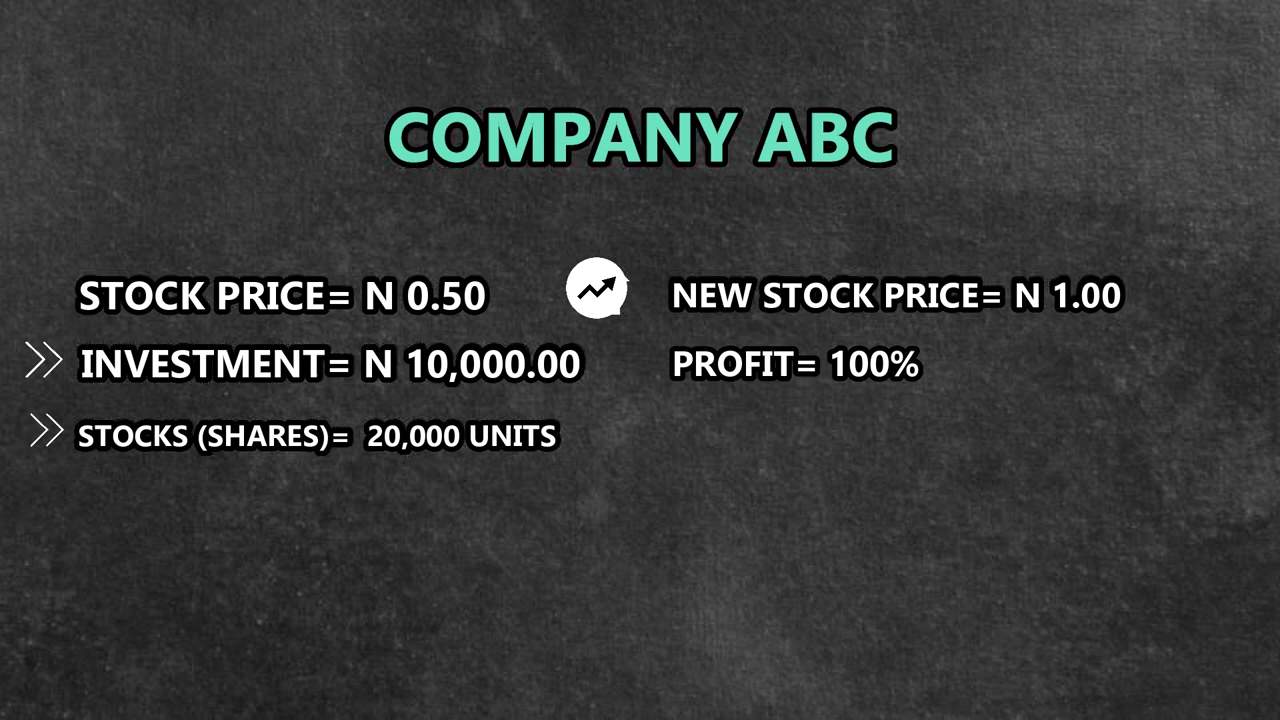 COMPANY ABC
STOCK PRICE= N 0.50
INVESTMENT= N 10,000.00
STOCKS (SHARES)= 20,000 UNITS
NEW STOCK PRICE= N 1.00
PROFIT= 100%